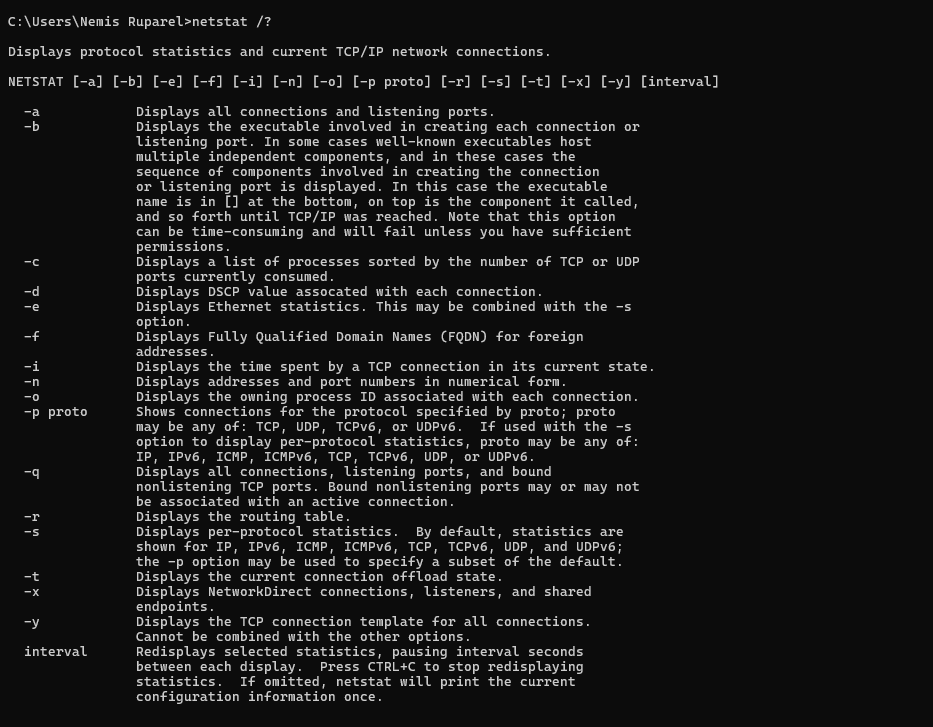 C:\Users\Nemis Ruparel>netstat /?

Displays protocol statistics and current TCP/IP network connections.

NETSTAT [-a] [-b] [-e] [-f] [-i] [-n] [-o] [-p proto] [-r] [-s] [-t] [-x] [-y] [interval]

  -a            Displays all connections and listening ports.
  -b            Displays the executable involved in creating each connection or
                listening port. In some cases well-known executables host
                multiple independent components, and in these cases the
                sequence of components involved in creating the connection
                or listening port is displayed. In this case the executable
                name is in [] at the bottom, on top is the component it called,
                and so forth until TCP/IP was reached. Note that this option
                can be time-consuming and will fail unless you have sufficient
                permissions.
  -c            Displays a list of processes sorted by the number of TCP or UDP
                ports currently consumed.
  -d            Displays DSCP value assocated with each connection.
  -e            Displays Ethernet statistics. This may be combined with the -s
                option.
  -f            Displays Fully Qualified Domain Names (FQDN) for foreign
                addresses.
  -i            Displays the time spent by a TCP connection in its current state.
  -n            Displays addresses and port numbers in numerical form.
  -o            Displays the owning process ID associated with each connection.
  -p proto      Shows connections for the protocol specified by proto; proto
                may be any of: TCP, UDP, TCPv6, or UDPv6.  If used with the -s
                option to display per-protocol statistics, proto may be any of:
                IP, IPv6, ICMP, ICMPv6, TCP, TCPv6, UDP, or UDPv6.
  -q            Displays all connections, listening ports, and bound
                nonlistening TCP ports. Bound nonlistening ports may or may not
                be associated with an active connection.
  -r            Displays the routing table.
  -s            Displays per-protocol statistics.  By default, statistics are
                shown for IP, IPv6, ICMP, ICMPv6, TCP, TCPv6, UDP, and UDPv6;
                the -p option may be used to specify a subset of the default.
  -t            Displays the current connection offload state.
  -x            Displays NetworkDirect connections, listeners, and shared
                endpoints.
  -y            Displays the TCP connection template for all connections.
                Cannot be combined with the other options.
  interval      Redisplays selected statistics, pausing interval seconds
                between each display.  Press CTRL+C to stop redisplaying
                statistics.  If omitted, netstat will print the current
                configuration information once.